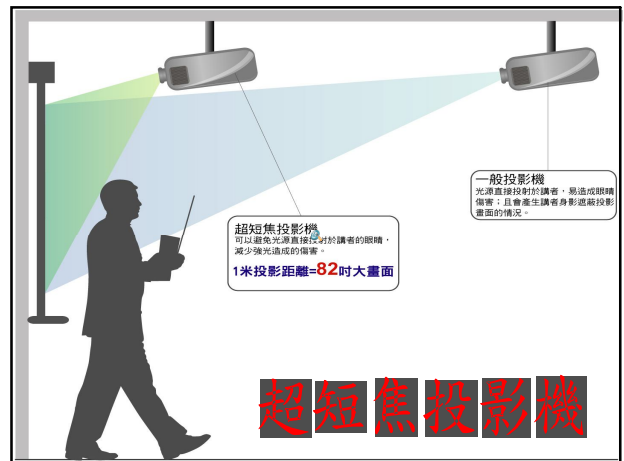 一般投影機
光源直接投射於講者，易造成眼睛
傷害；且會產生講者身影遮蔽投影
畫面的情況。
超短焦投影機
可以避免光源直接投射於講者的眼睛，
減少強光造成的傷害。
1米投影距離=82吋大畫面
超短焦投影機